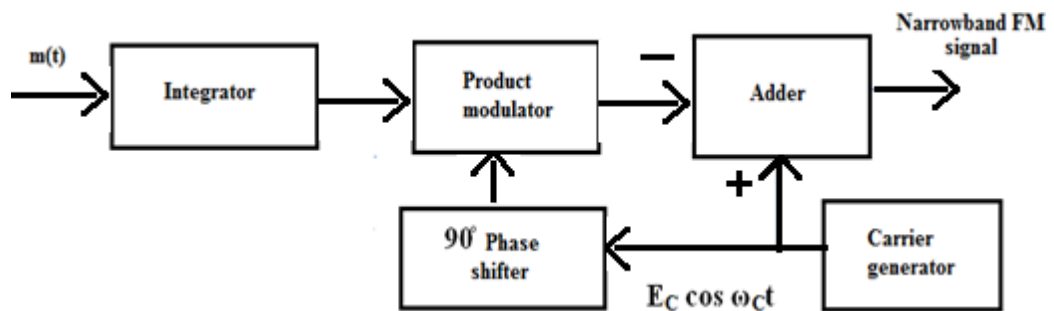 Narrowband FM
signal
m(t)
Integrator
Product
modulator
−
Adder
+
90° Phase
shifter
Carrier
generator
E_C cos ω_Ct